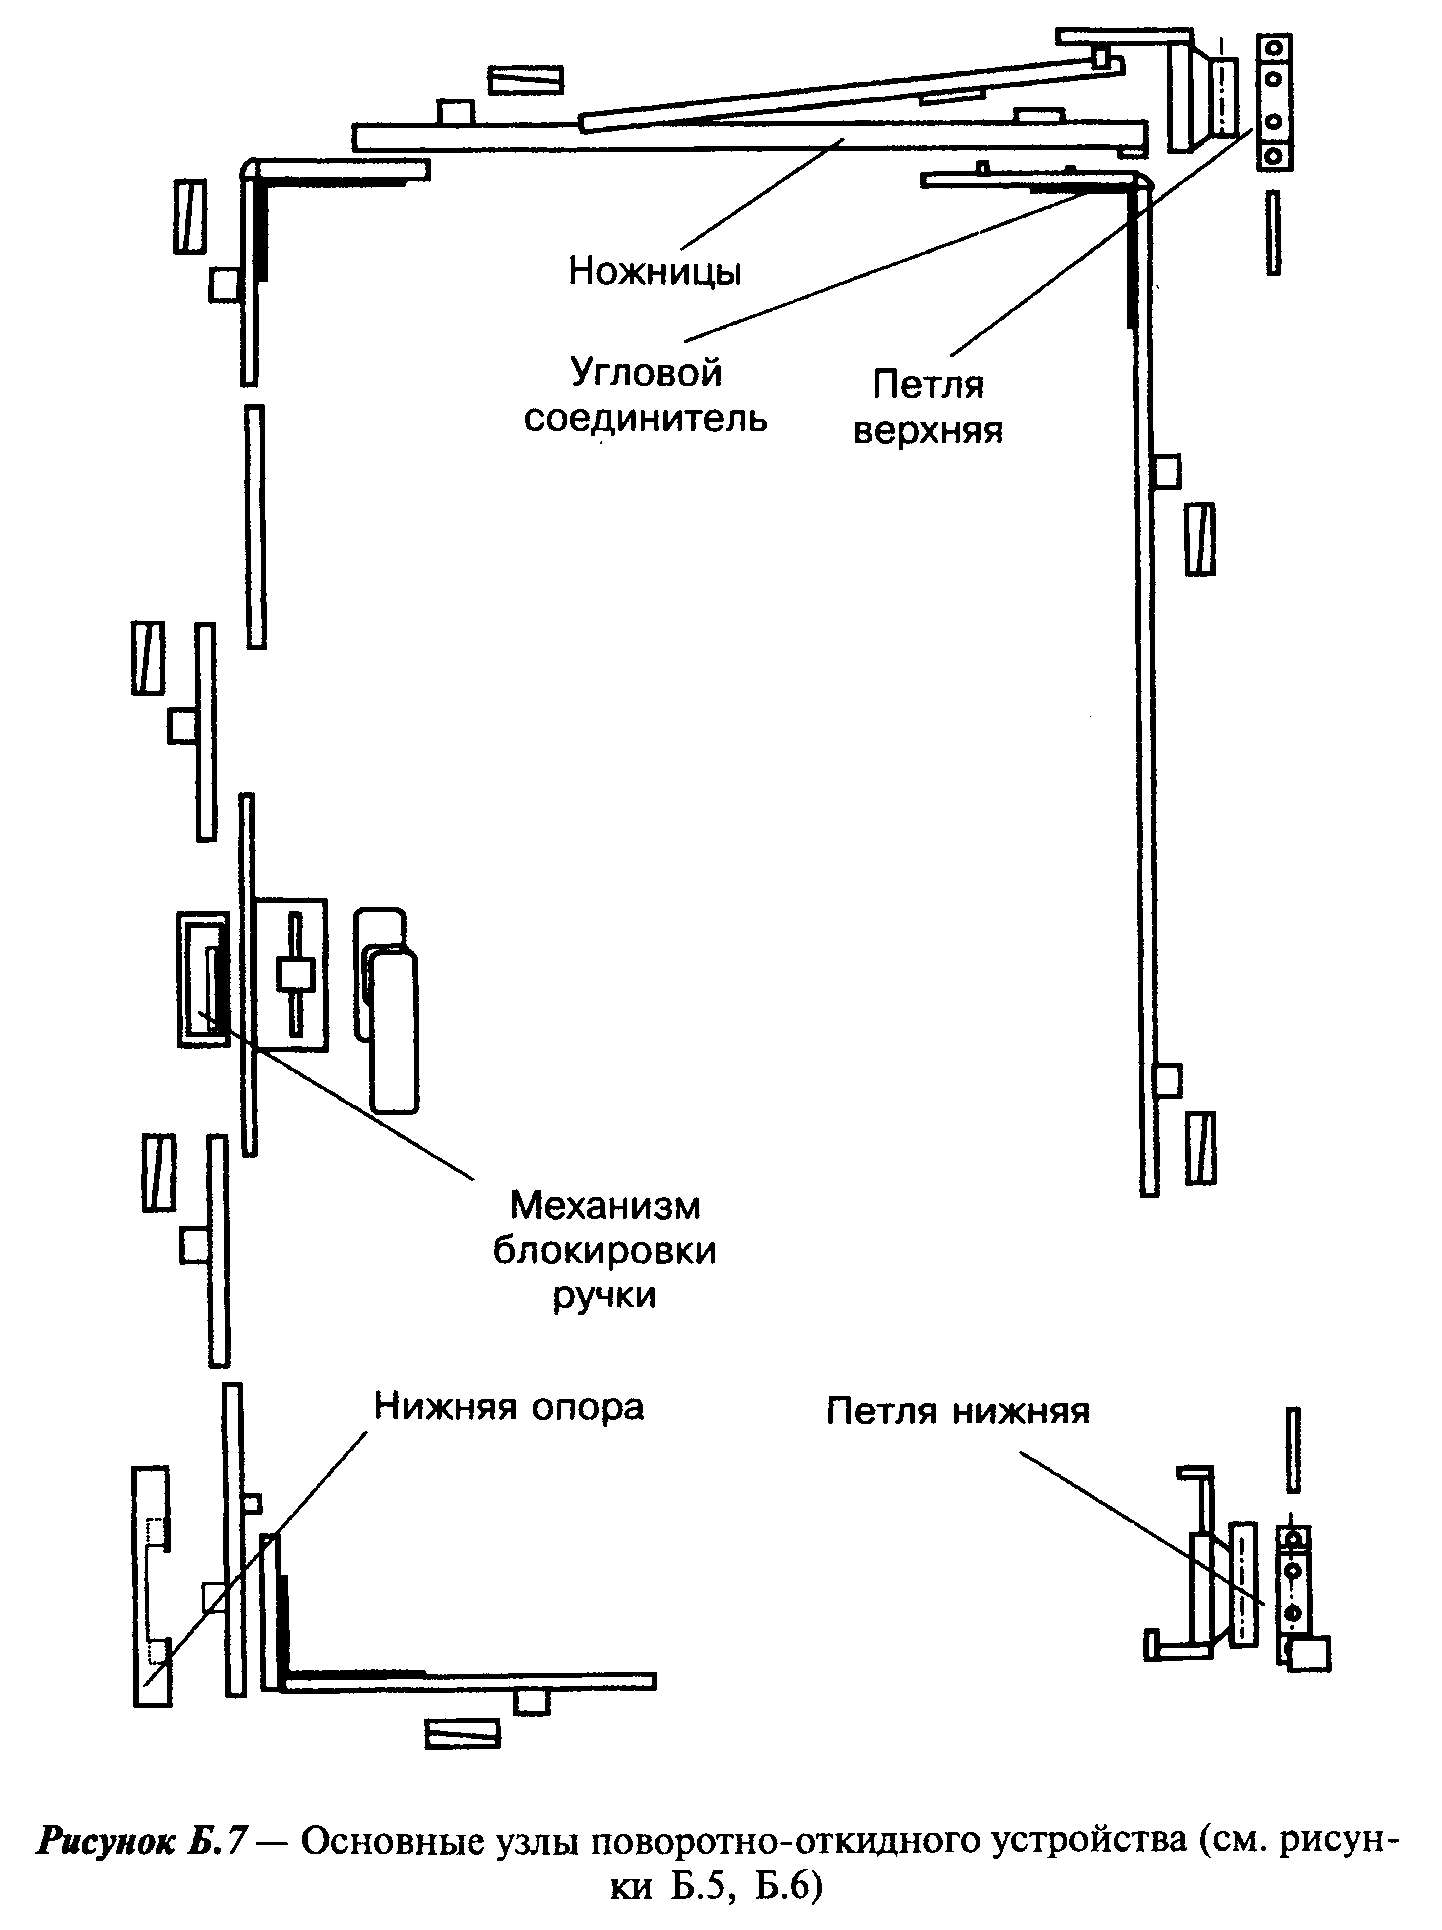 Ножницы
Угловой
соединитель
Петля
верхняя
Механизм
блокировки
ручки
Нижняя опора
Петля нижняя
Рисунок Б.7 — Основные узлы поворотно-откидного устройства (см. рисун-
ки Б.5, Б.6)